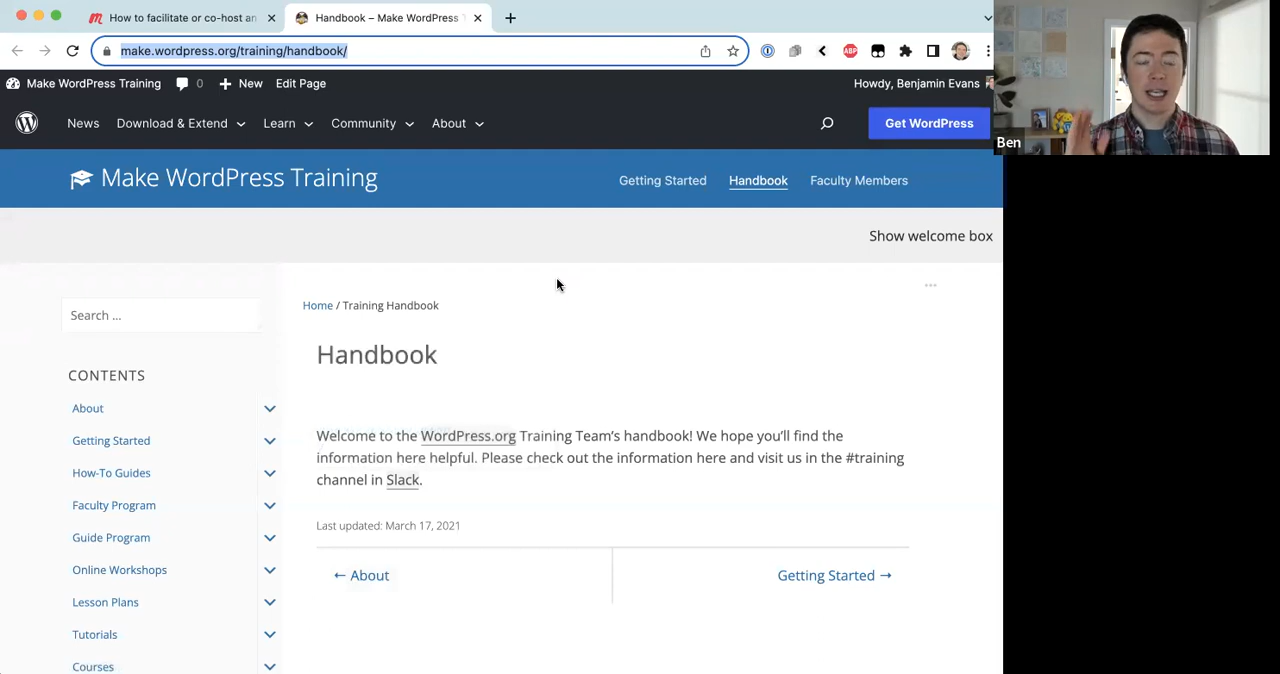 How to facilitate or co-host an
Handbook – Make WordPress T
make.wordpress.org/training/handbook/
ABP
Make WordPress Training
0
New
Edit Page
Howdy, Benjamin Evans
News
Download & Extend
Learn
Community
About
Get WordPress
Ben
Make WordPress Training
Getting Started
Handbook
Faculty Members
Show welcome box
Home / Training Handbook
Search ...
Handbook
CONTENTS
About
Getting Started
How-To Guides
Faculty Program
Guide Program
Online Workshops
Lesson Plans
Tutorials
Courses
Welcome to the WordPress.org Training Team's handbook! We hope you'll find the
information here helpful. Please check out the information here and visit us in the #training
channel in Slack.
Last updated: March 17, 2021
← About
Getting Started →